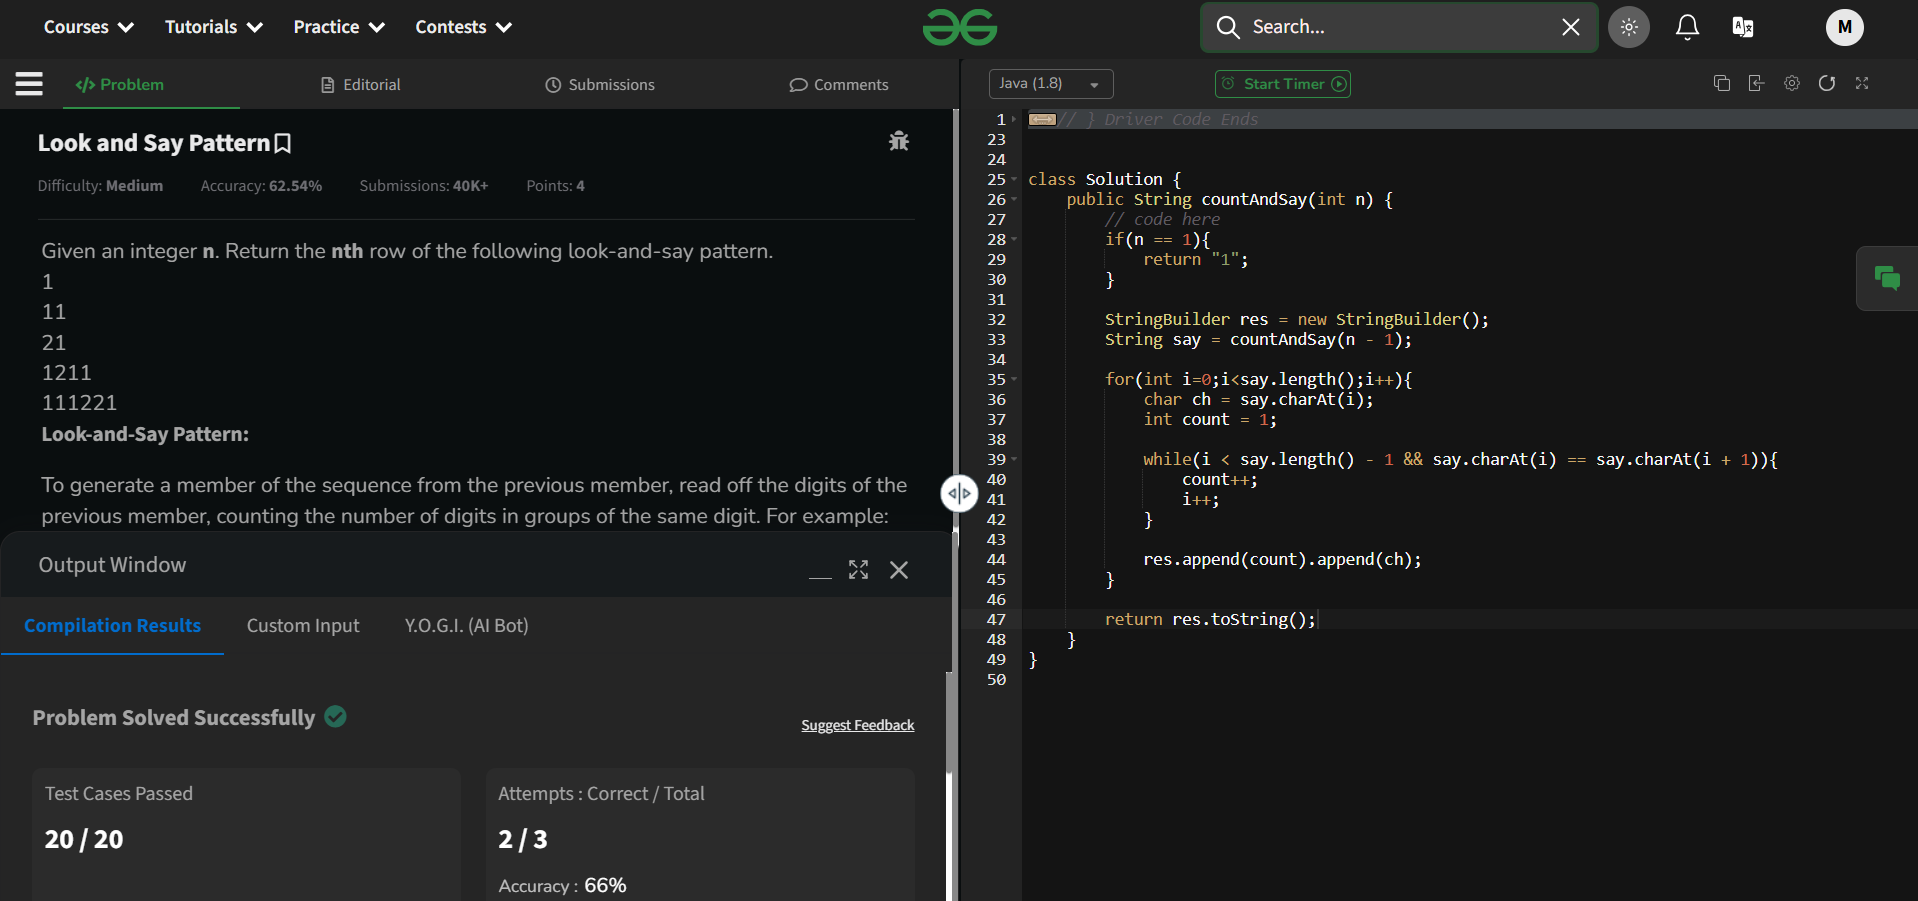 Courses Tutorials Practice Contests Search... M
Problem Editorial Submissions Comments
Java (1.8) Start Timer
Look and Say Pattern
Difficulty: Medium Accuracy: 62.54% Submissions: 40K+ Points: 4
Given an integer n. Return the nth row of the following look-and-say pattern.
1
11
21
1211
111221
Look-and-Say Pattern:
To generate a member of the sequence from the previous member, read off the digits of the
previous member, counting the number of digits in groups of the same digit. For example:
Output Window
Compilation Results Custom Input Y.O.G.I. (AI Bot)
Problem Solved Successfully
Suggest Feedback
Test Cases Passed
20 / 20
Attempts : Correct / Total
2 / 3
Accuracy : 66%
1 // } Driver Code Ends
23
24
25 class Solution {
26 public String countAndSay(int n) {
27 // code here
28 if(n == 1){
29 return "1";
30 }
31
32 StringBuilder res = new StringBuilder();
33 String say = countAndSay(n - 1);
34
35 for(int i=0;i<say.length();i++){
36 char ch = say.charAt(i);
37 int count = 1;
38
39 while(i < say.length() - 1 && say.charAt(i) == say.charAt(i + 1)){
40 count++;
41 i++;
42 }
43
44 res.append(count).append(ch);
45 }
46
47 return res.toString();
48 }
49 }
50